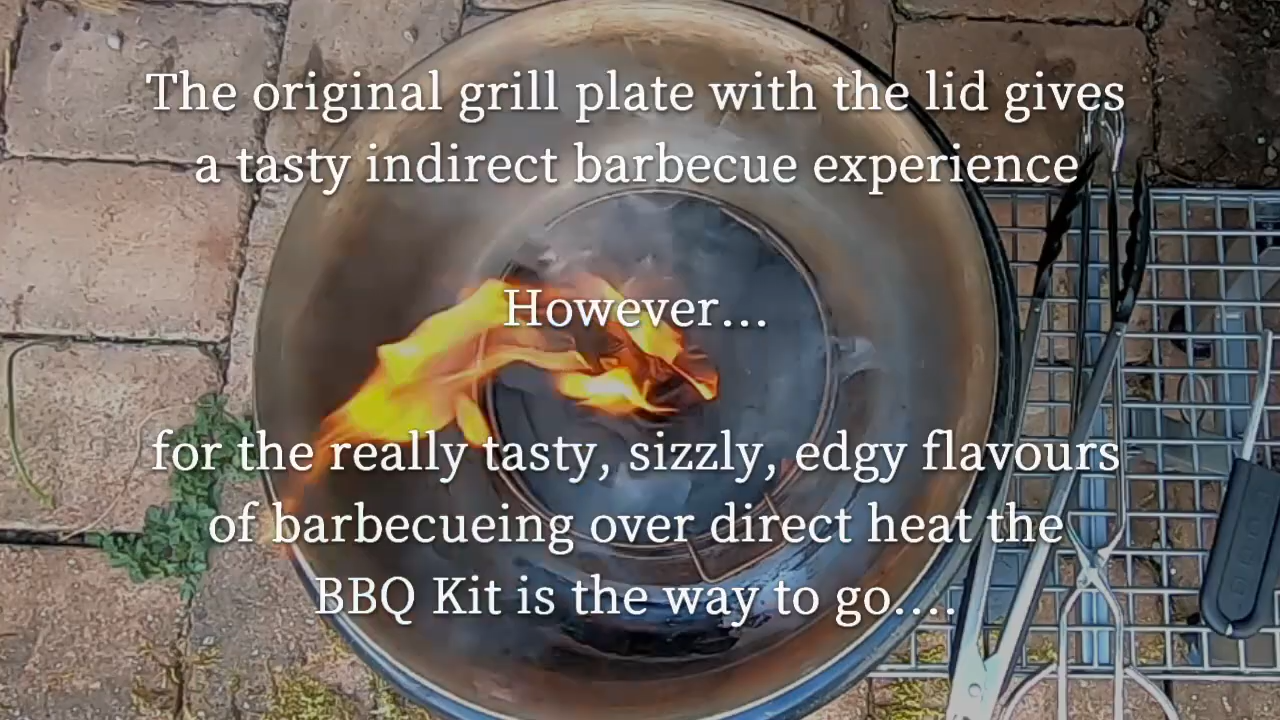 The original grill plate with the lid gives
a tasty indirect barbecue experience
However...
for the really tasty, sizzly, edgy flavours
of barbecueing over direct heat the
BBQ Kit is the way to go....